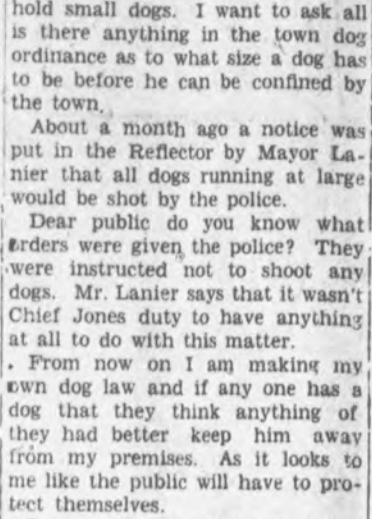 hold small dogs. I want to ask all
is there anything in the town dog
ordinance as to what size a dog has
to be before he can be confined by
the town.
About a month ago a notice was
put in the Reflector by Mayor La-
nier that all dogs running at large
would be shot by the police.
Dear public do you know what
orders were given the police? They
were instructed not to shoot any
dogs. Mr. Lanier says that it wasn't
Chief Jones duty to have anything
at all to do with this matter.
From now on I am making my
own dog law and if any one has a
dog that they think anything of
they had better keep him away
from my premises. As it looks to
me like the public will have to pro-
tect themselves.